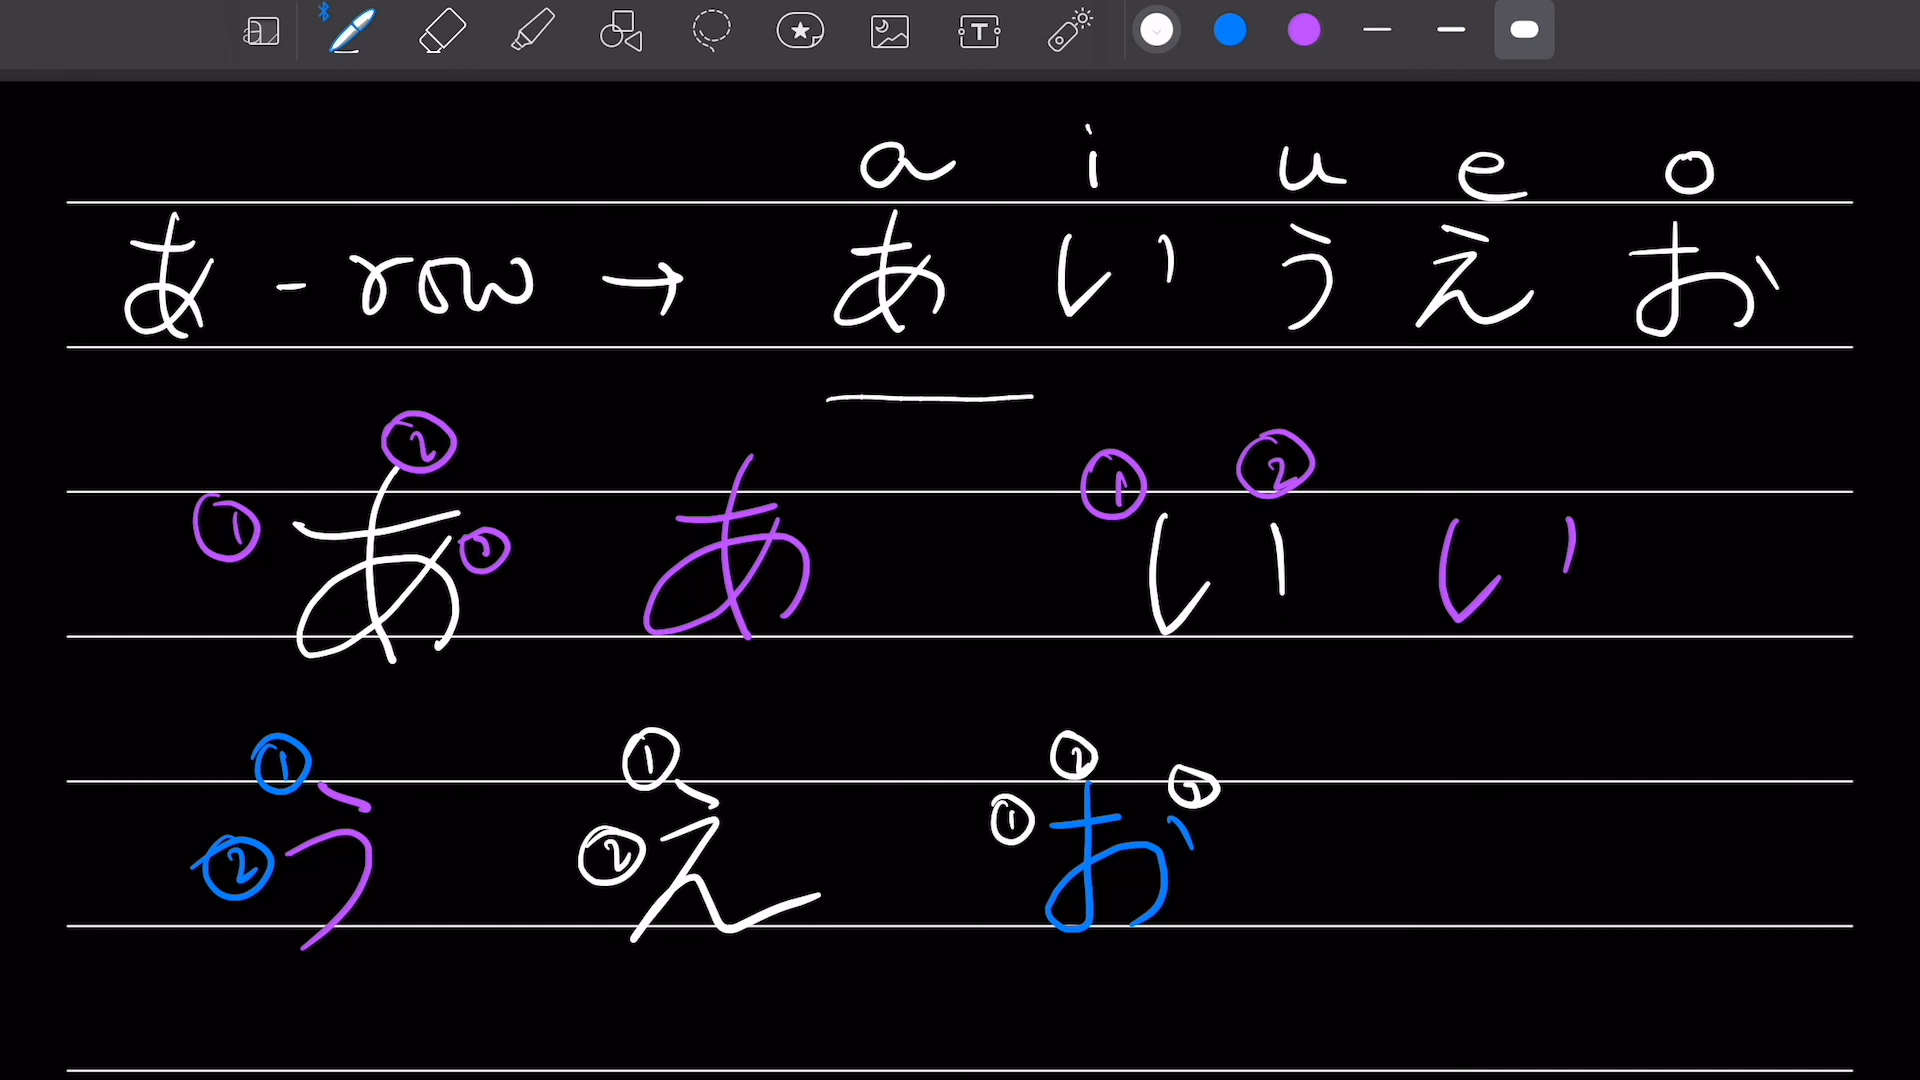 a i u e o
あ - row → あ い う え お
② ① ②
① あ ③ あ い い
① ① ②
② う ② え ① お ③